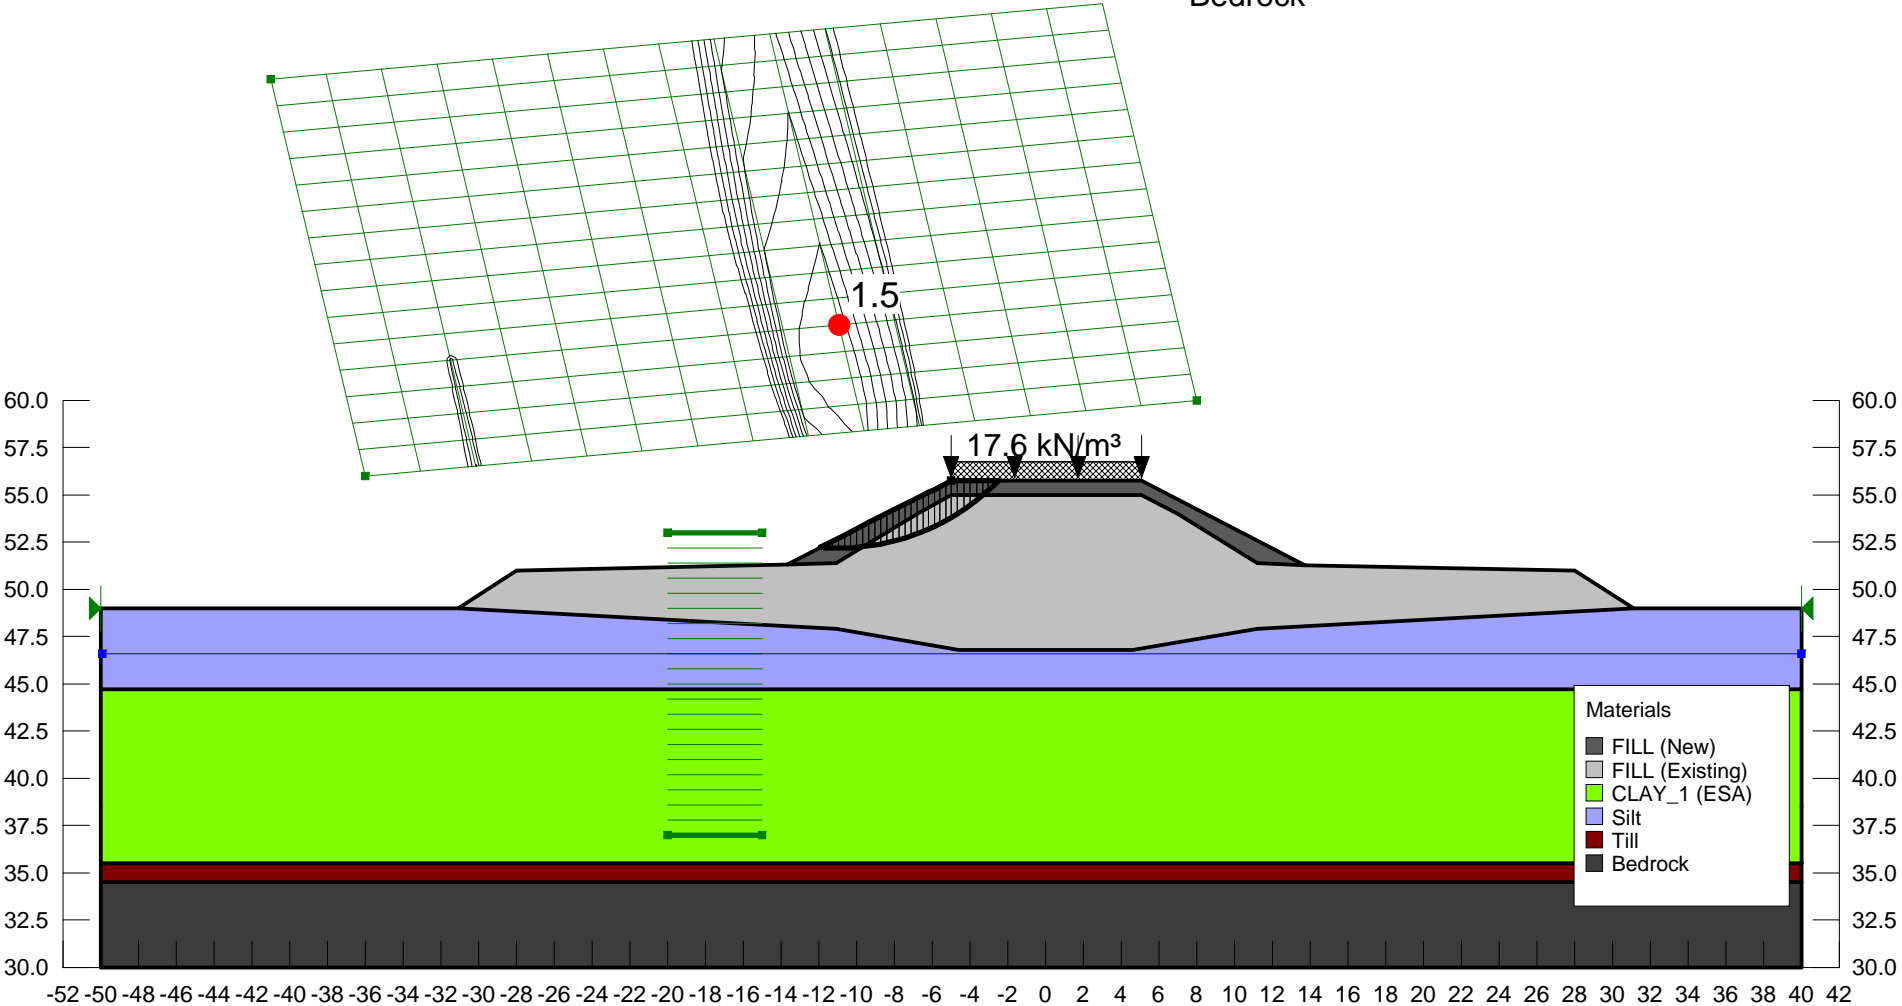 Bedrock
1.5
60.0 60.0
57.5 17.6 kN/m³ 57.5
55.0 55.0
52.5 52.5
50.0 50.0
47.5 47.5
45.0 45.0
Materials
42.5 FILL (New) 42.5
40.0 FILL (Existing) 40.0
CLAY_1 (ESA)
37.5 Silt 37.5
Till
35.0 Bedrock 35.0
32.5 32.5
30.0 30.0
-52 -50 -48 -46 -44 -42 -40 -38 -36 -34 -32 -30 -28 -26 -24 -22 -20 -18 -16 -14 -12 -10 -8 -6 -4 -2 0 2 4 6 8 10 12 14 16 18 20 22 24 26 28 30 32 34 36 38 40 42